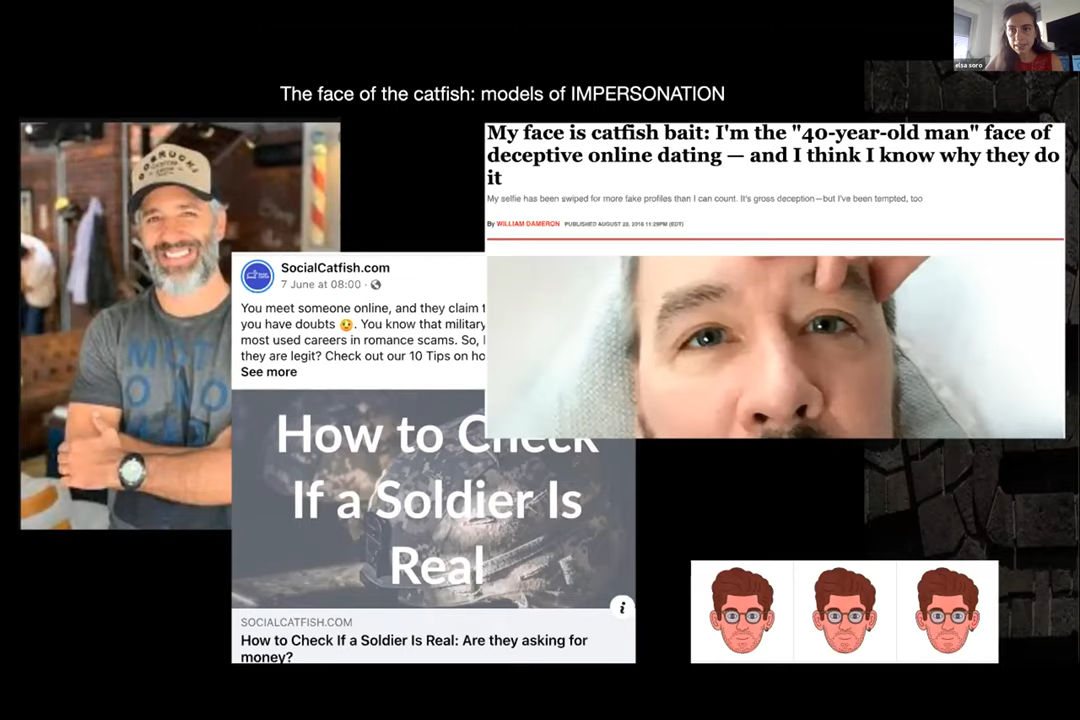 elsa soro
The face of the catfish: models of IMPERSONATION
My face is catfish bait: I'm the "40-year-old man" face of
deceptive online dating — and I think I know why they do
it
My selfie has been swiped for more fake profiles than I can count. It's gross deception—but I've been tempted, too
By WILLIAM DAMERON PUBLISHED AUGUST 2018 11:29PM (EDT)
GORUCK
SocialCatfish.com
7 June at 08:00 ·
You meet someone online, and they claim
you have doubts 😥. You know that military
most used careers in romance scams. So,
they are legit? Check out our 10 Tips on
See more
How to Check
If a Soldier Is
Real
i
SOCIALCATFISH.COM
How to Check If a Soldier Is Real: Are they asking for
money?